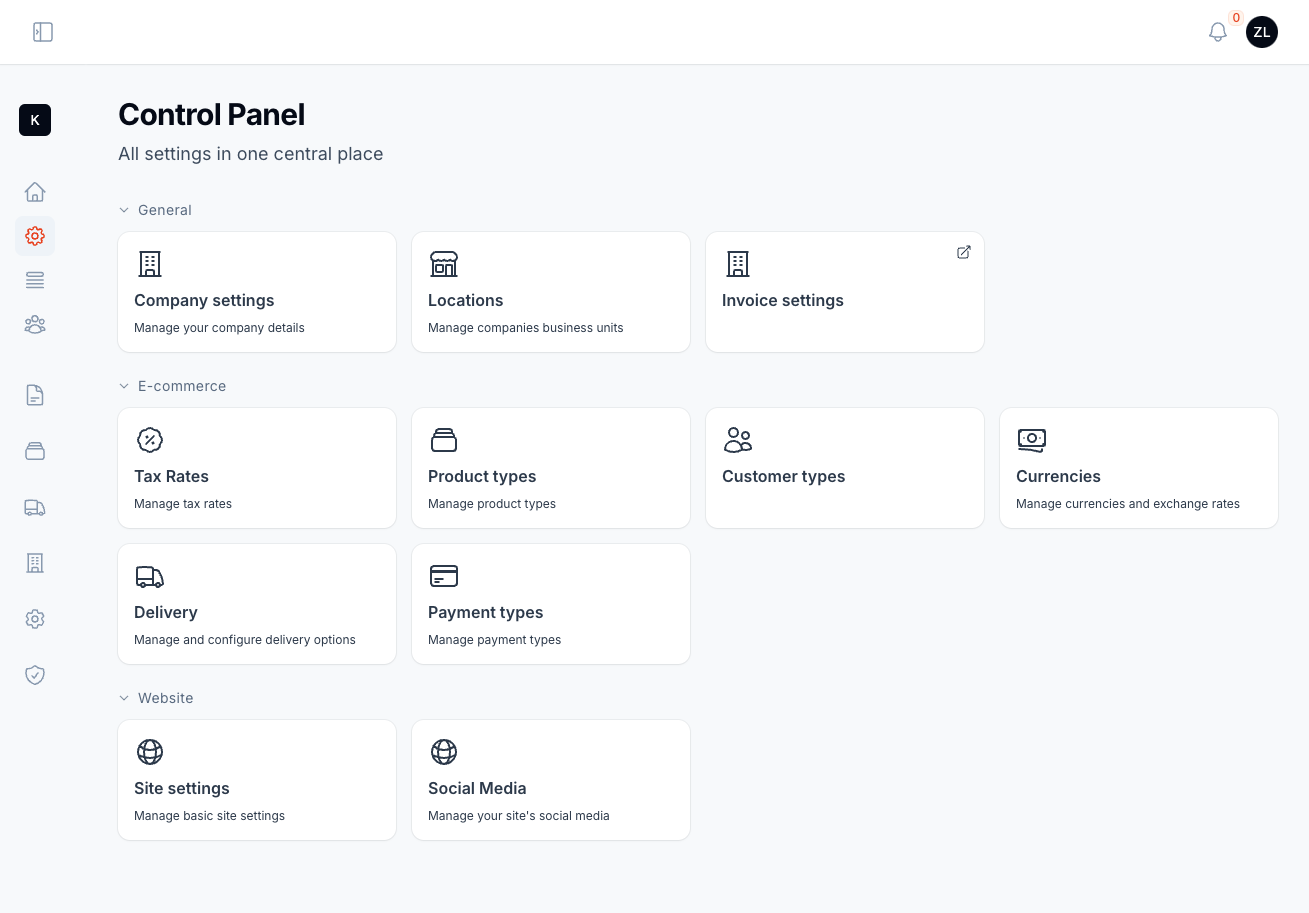 0
ZL
K
Control Panel
All settings in one central place
General
Company settings
Manage your company details
Locations
Manage companies business units
Invoice settings
E-commerce
Tax Rates
Manage tax rates
Product types
Manage product types
Customer types
Currencies
Manage currencies and exchange rates
Delivery
Manage and configure delivery options
Payment types
Manage payment types
Website
Site settings
Manage basic site settings
Social Media
Manage your site's social media